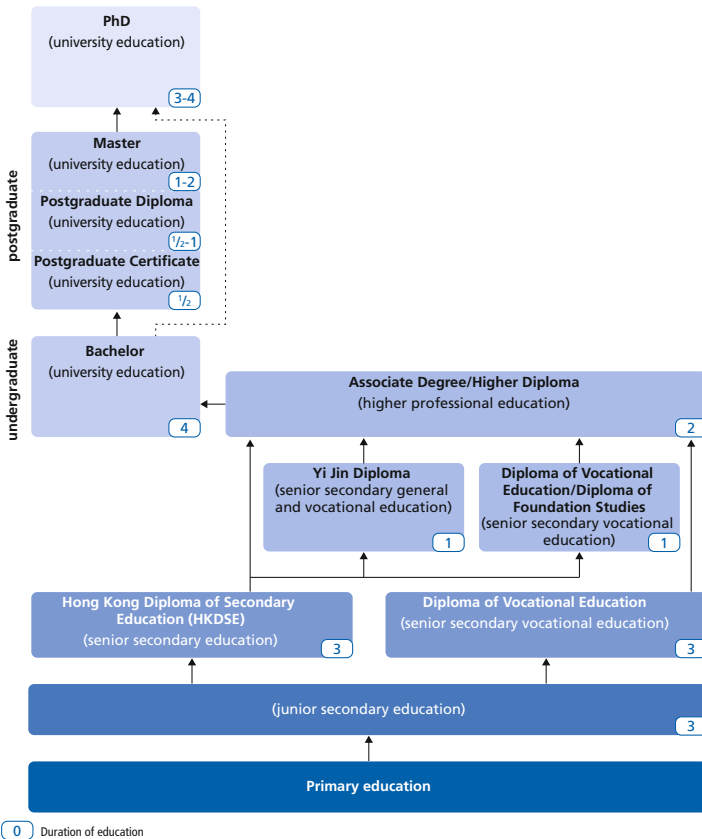 PhD
(university education)
3-4
Master
(university education)
1-2
Postgraduate Diploma
(university education)
1/2-1
Postgraduate Certificate
(university education)
1/2
postgraduate
undergraduate
Bachelor
(university education)
4
Associate Degree/Higher Diploma
(higher professional education)
2
Yi Jin Diploma
(senior secondary general
and vocational education)
1
Diploma of Vocational
Education/Diploma of
Foundation Studies
(senior secondary vocational
education)
1
Hong Kong Diploma of Secondary
Education (HKDSE)
(senior secondary education)
3
Diploma of Vocational Education
(senior secondary vocational education)
3
(junior secondary education)
3
Primary education
0 Duration of education